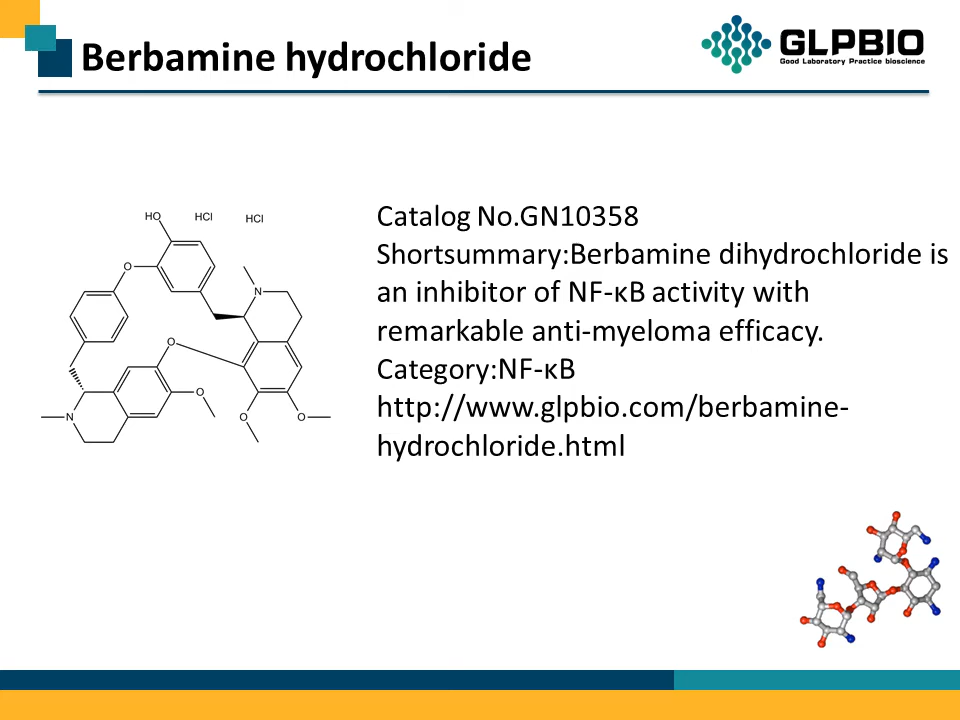 Berbamine hydrochloride
GLPBIO
Good Laboratory Practice bioscience
HO HCl HCl
O
N
O
O
N
O O
Catalog No.GN10358
Shortsummary:Berbamine dihydrochloride is
an inhibitor of NF-κB activity with
remarkable anti-myeloma efficacy.
Category:NF-κB
http://www.glpbio.com/berbamine-
hydrochloride.html